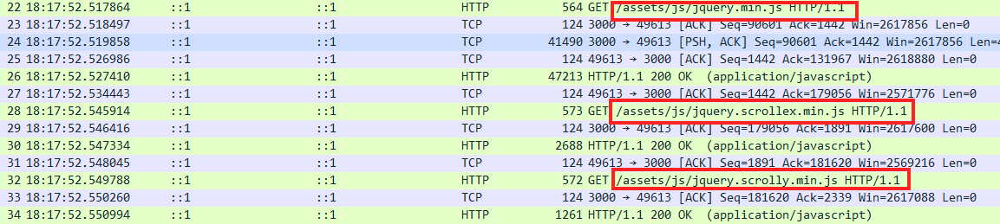 22 18:17:52.517864 ::1 ::1 HTTP 564 GET /assets/js/jquery.min.js HTTP/1.1
23 18:17:52.518497 ::1 ::1 TCP 124 3000 → 49613 [ACK] Seq=90601 Ack=1442 Win=2617856 Len=0
24 18:17:52.519858 ::1 ::1 TCP 41490 3000 → 49613 [PSH, ACK] Seq=90601 Ack=1442 Win=2617856 Len=4
25 18:17:52.526986 ::1 ::1 TCP 124 49613 → 3000 [ACK] Seq=1442 Ack=131967 Win=2618880 Len=0
26 18:17:52.527410 ::1 ::1 HTTP 47213 HTTP/1.1 200 OK (application/javascript)
27 18:17:52.534443 ::1 ::1 TCP 124 49613 → 3000 [ACK] Seq=1442 Ack=179056 Win=2571776 Len=0
28 18:17:52.545914 ::1 ::1 HTTP 573 GET /assets/js/jquery.scrollex.min.js HTTP/1.1
29 18:17:52.546416 ::1 ::1 TCP 124 3000 → 49613 [ACK] Seq=179056 Ack=1891 Win=2617600 Len=0
30 18:17:52.547334 ::1 ::1 HTTP 2688 HTTP/1.1 200 OK (application/javascript)
31 18:17:52.548045 ::1 ::1 TCP 124 49613 → 3000 [ACK] Seq=1891 Ack=181620 Win=2569216 Len=0
32 18:17:52.549788 ::1 ::1 HTTP 572 GET /assets/js/jquery.scrolly.min.js HTTP/1.1
33 18:17:52.550260 ::1 ::1 TCP 124 3000 → 49613 [ACK] Seq=181620 Ack=2339 Win=2617088 Len=0
34 18:17:52.550994 ::1 ::1 HTTP 1261 HTTP/1.1 200 OK (application/javascript)